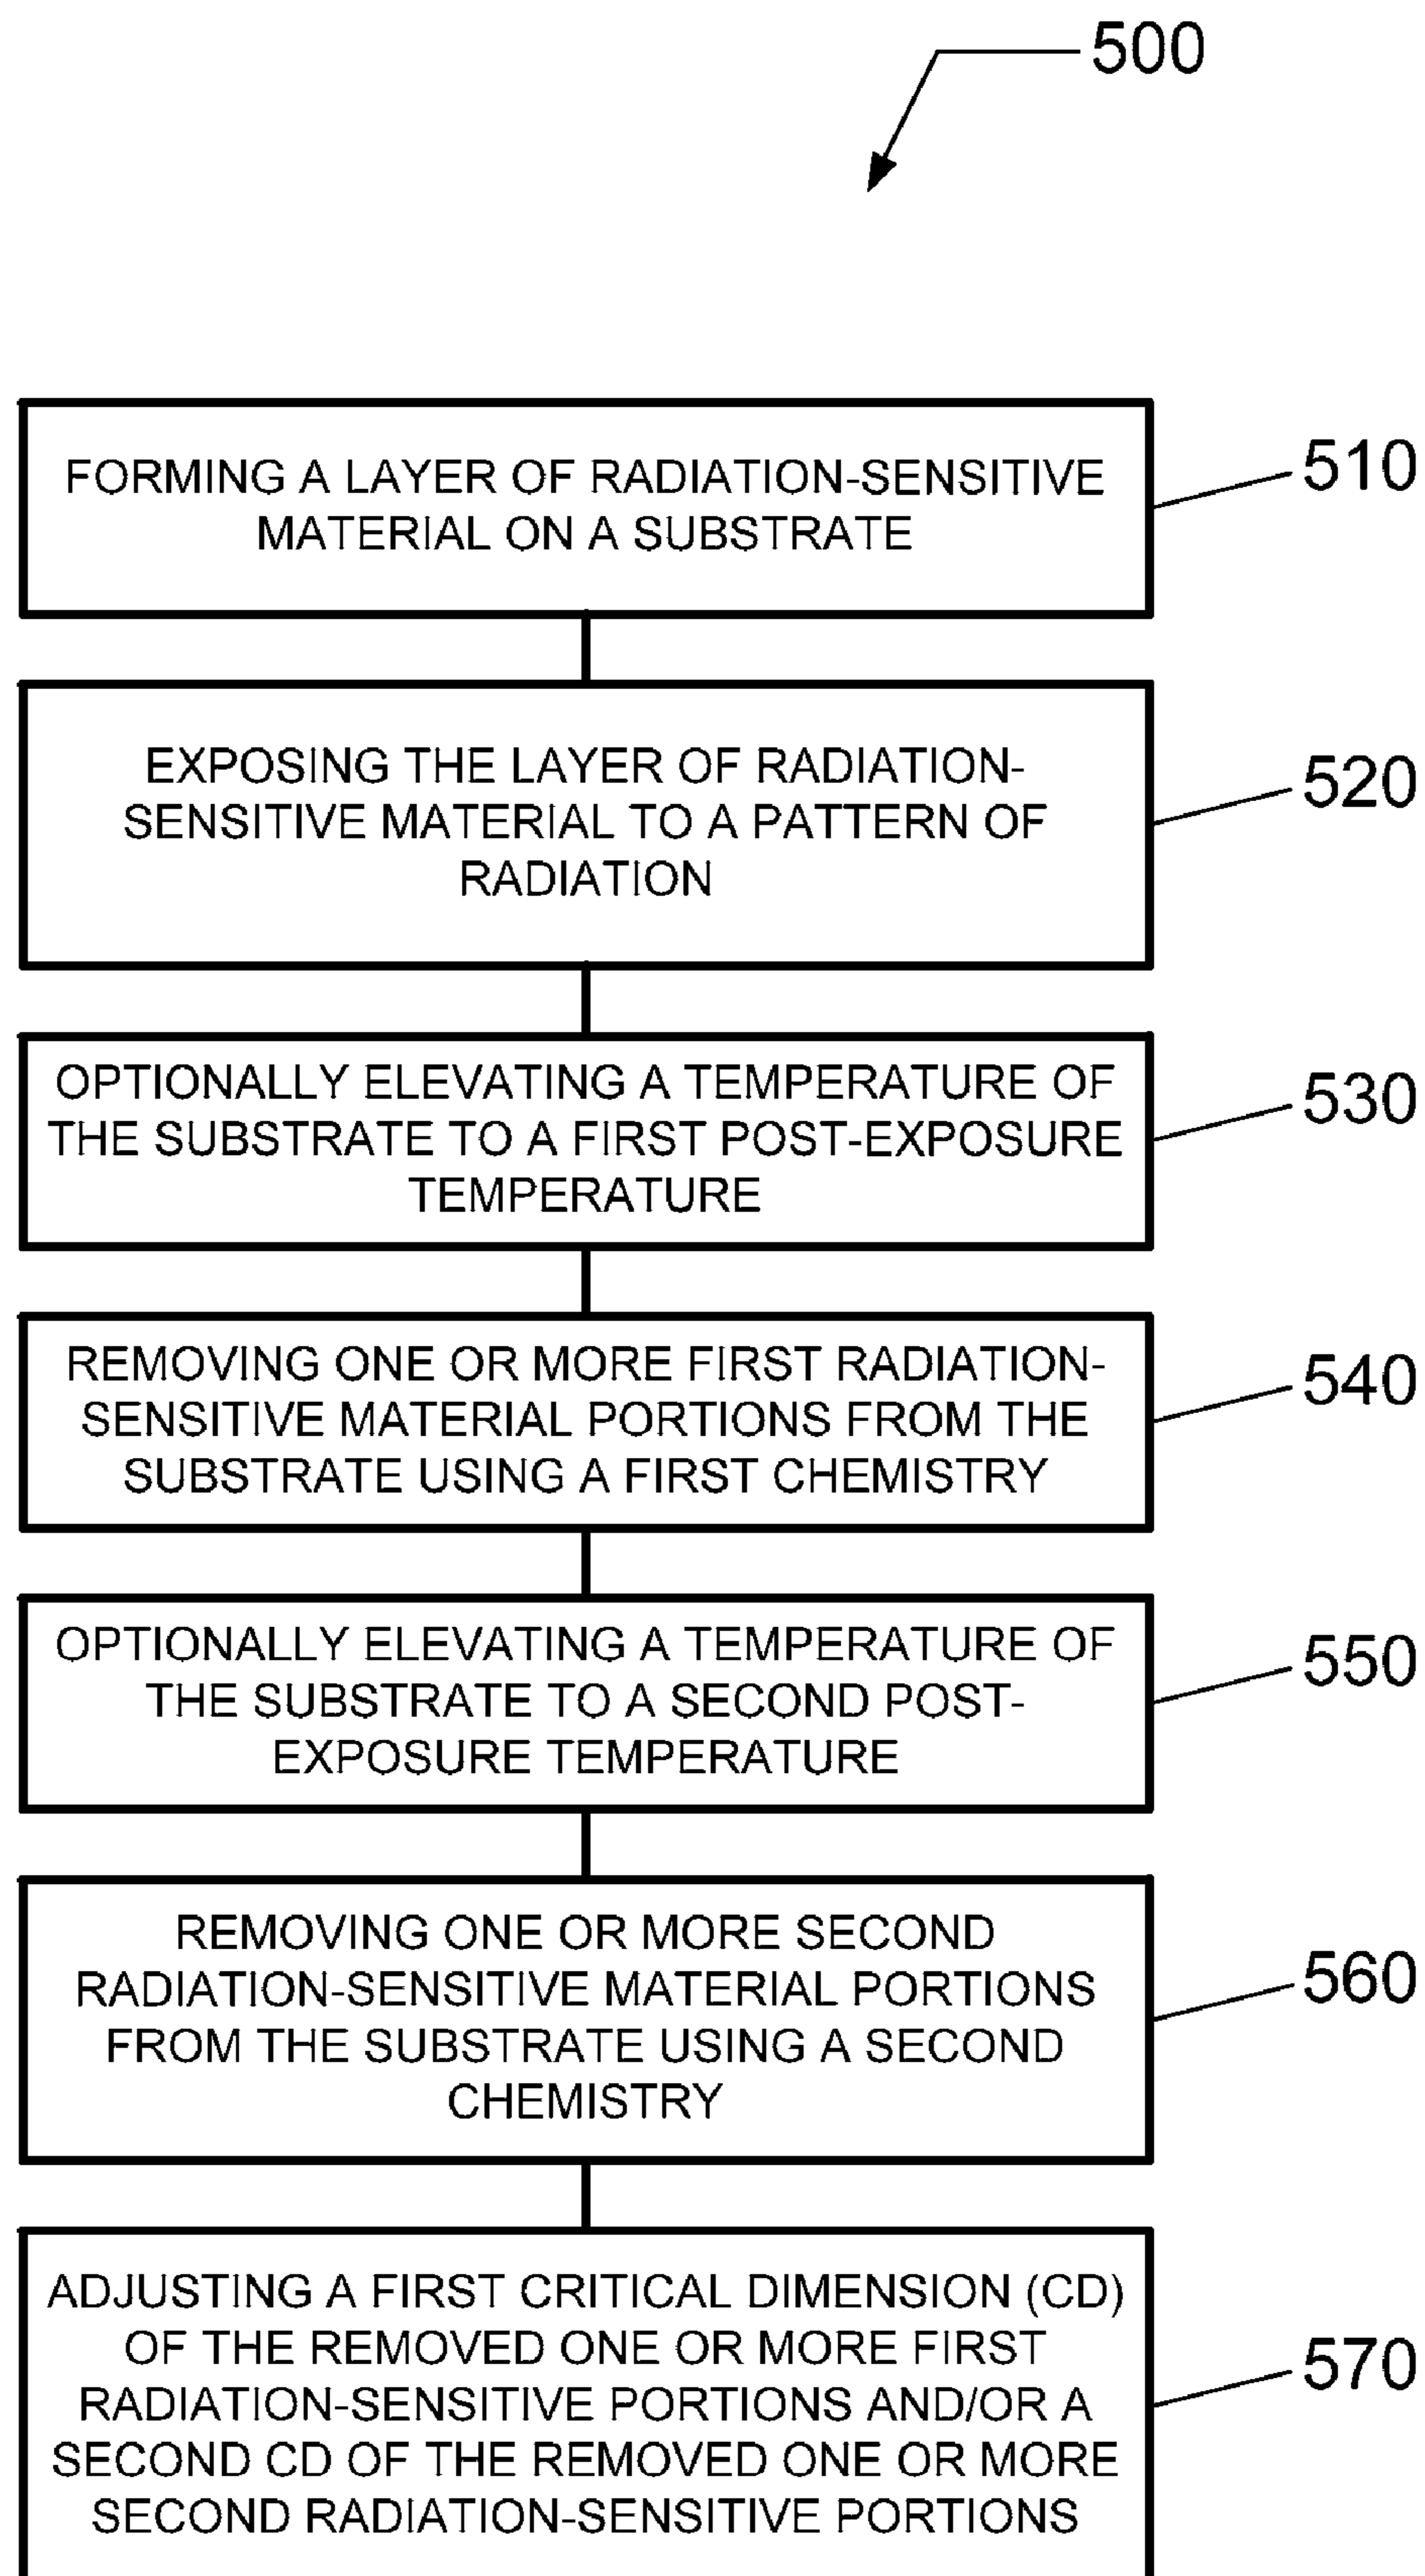 500
FORMING A LAYER OF RADIATION-SENSITIVE
MATERIAL ON A SUBSTRATE
510
EXPOSING THE LAYER OF RADIATION-
SENSITIVE MATERIAL TO A PATTERN OF
RADIATION
520
OPTIONALLY ELEVATING A TEMPERATURE OF
THE SUBSTRATE TO A FIRST POST-EXPOSURE
TEMPERATURE
530
REMOVING ONE OR MORE FIRST RADIATION-
SENSITIVE MATERIAL PORTIONS FROM THE
SUBSTRATE USING A FIRST CHEMISTRY
540
OPTIONALLY ELEVATING A TEMPERATURE OF
THE SUBSTRATE TO A SECOND POST-
EXPOSURE TEMPERATURE
550
REMOVING ONE OR MORE SECOND
RADIATION-SENSITIVE MATERIAL PORTIONS
FROM THE SUBSTRATE USING A SECOND
CHEMISTRY
560
ADJUSTING A FIRST CRITICAL DIMENSION (CD)
OF THE REMOVED ONE OR MORE FIRST
RADIATION-SENSITIVE PORTIONS AND/OR A
SECOND CD OF THE REMOVED ONE OR MORE
SECOND RADIATION-SENSITIVE PORTIONS
570